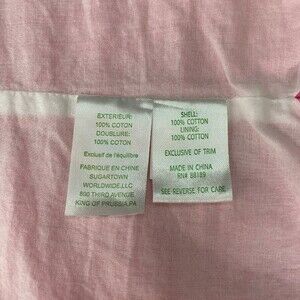 EXTERIEUR:
100% COTON
DOUBLURE:
100% COTON
Exclusif de l'équilibre
FABRIQUE EN CHINE
SUGARTOWN
WORLDWIDE,LLC
800 THIRD AVENUE
KING OF PRUSSIA,PA
SHELL:
100% COTTON
LINING:
100% COTTON
EXCLUSIVE OF TRIM
MADE IN CHINA
RN# 88189
SEE REVERSE FOR CARE